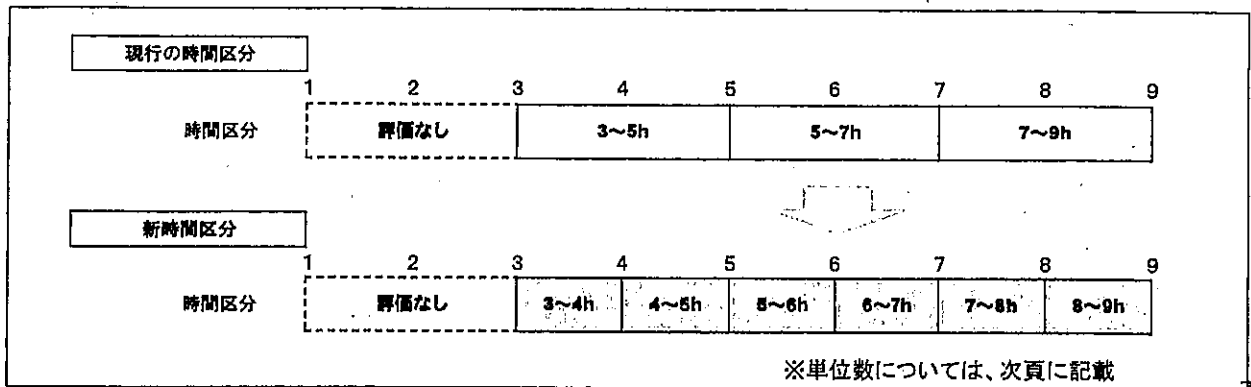 現行の時間区分
1 2 3 4 5 6 7 8 9
時間区分 評価なし 3～5h 5～7h 7～9h
新時間区分
1 2 3 4 5 6 7 8 9
時間区分 評価なし 3～4h 4～5h 5～6h 6～7h 7～8h 8～9h
※単位数については、次頁に記載